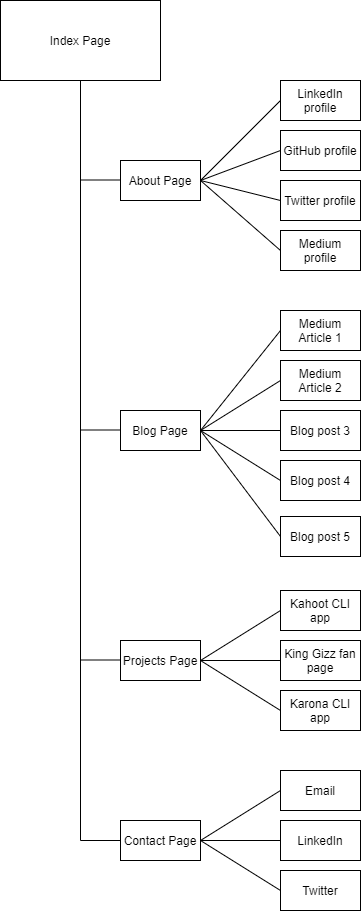 Index Page
LinkedIn
profile
GitHub profile
About Page
Twitter profile
Medium
profile
Medium
Article 1
Medium
Article 2
Blog Page
Blog post 3
Blog post 4
Blog post 5
Kahoot CLI
app
Projects Page
King Gizz fan
page
Karona CLI
app
Email
Contact Page
LinkedIn
Twitter